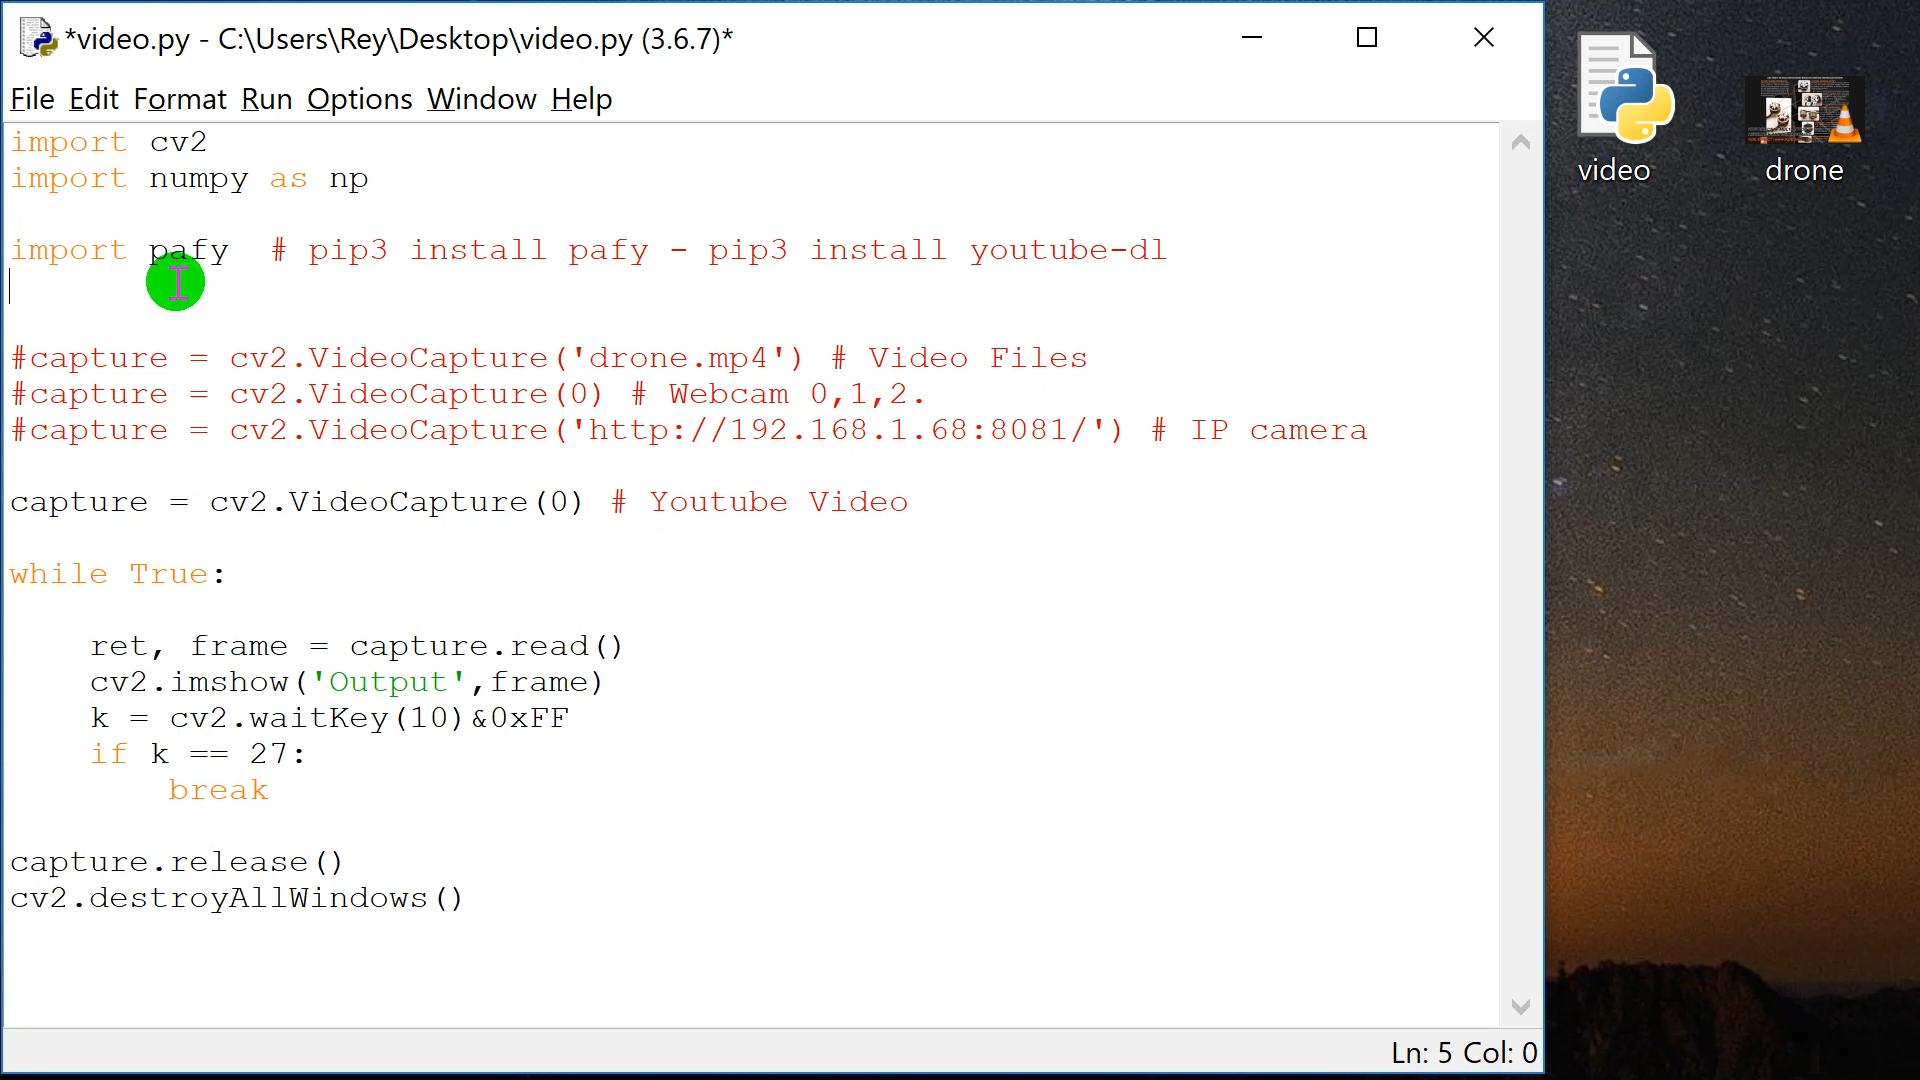 *video.py - C:\Users\Rey\Desktop\video.py (3.6.7)*
File Edit Format Run Options Window Help
import cv2
import numpy as np
import pafy  # pip3 install pafy - pip3 install youtube-dl
#capture = cv2.VideoCapture('drone.mp4') # Video Files
#capture = cv2.VideoCapture(0) # Webcam 0,1,2.
#capture = cv2.VideoCapture('http://192.168.1.68:8081/') # IP camera
capture = cv2.VideoCapture(0) # Youtube Video
while True:
    ret, frame = capture.read()
    cv2.imshow('Output',frame)
    k = cv2.waitKey(10)&0xFF
    if k == 27:
        break
capture.release()
cv2.destroyAllWindows()
Ln: 5 Col: 0
video
drone